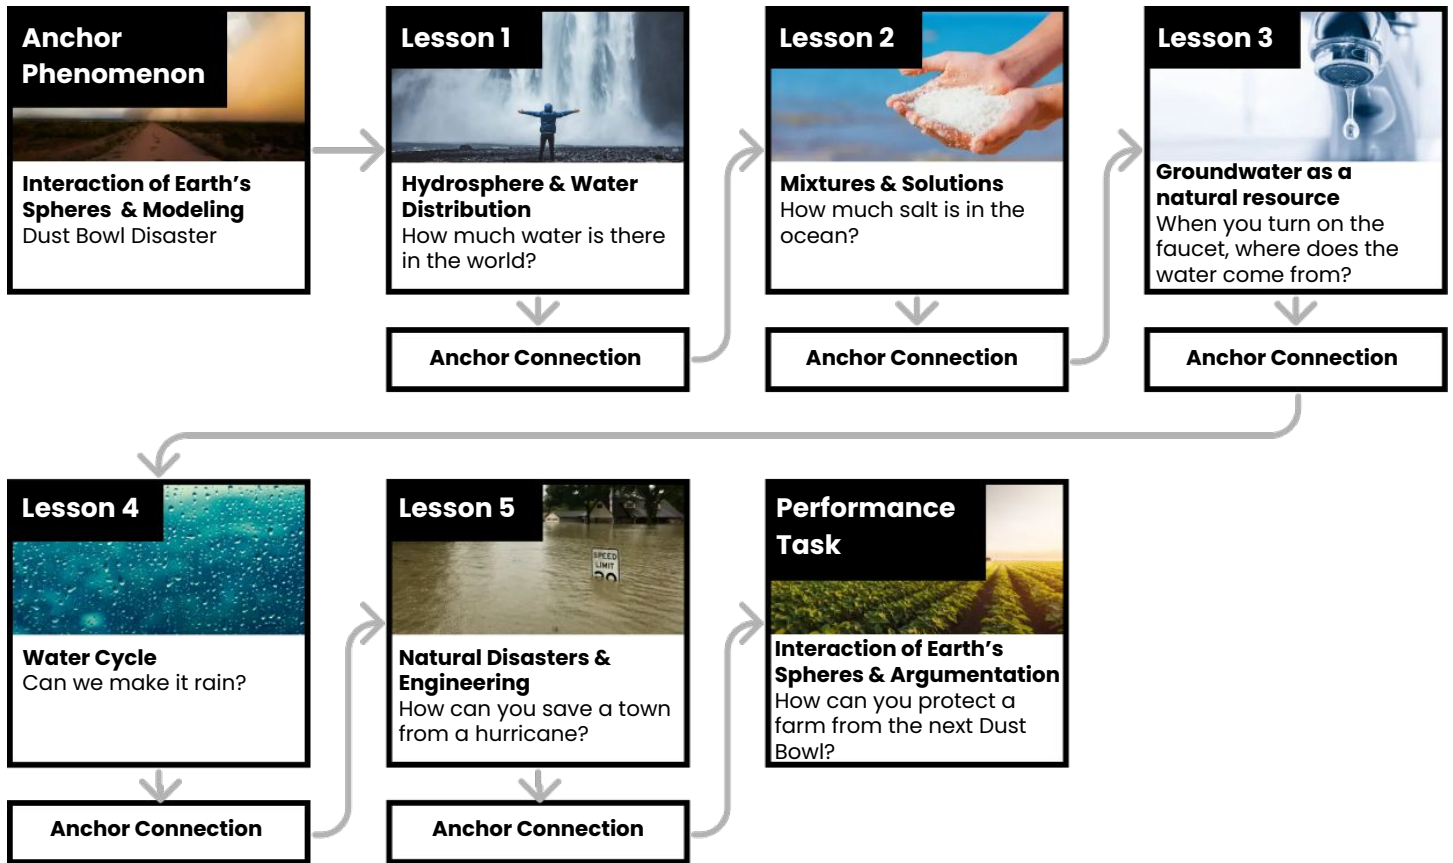 Anchor
Phenomenon
Interaction of Earth's
Spheres & Modeling
Dust Bowl Disaster
Lesson 1
Hydrosphere & Water
Distribution
How much water is there
in the world?
Anchor Connection
Lesson 2
Mixtures & Solutions
How much salt is in the
ocean?
Anchor Connection
Lesson 3
Groundwater as a
natural resource
When you turn on the
faucet, where does the
water come from?
Anchor Connection
Lesson 4
Water Cycle
Can we make it rain?
Anchor Connection
Lesson 5
SPEED
LIMIT
Natural Disasters &
Engineering
How can you save a town
from a hurricane?
Anchor Connection
Performance
Task
Interaction of Earth's
Spheres & Argumentation
How can you protect a
farm from the next Dust
Bowl?